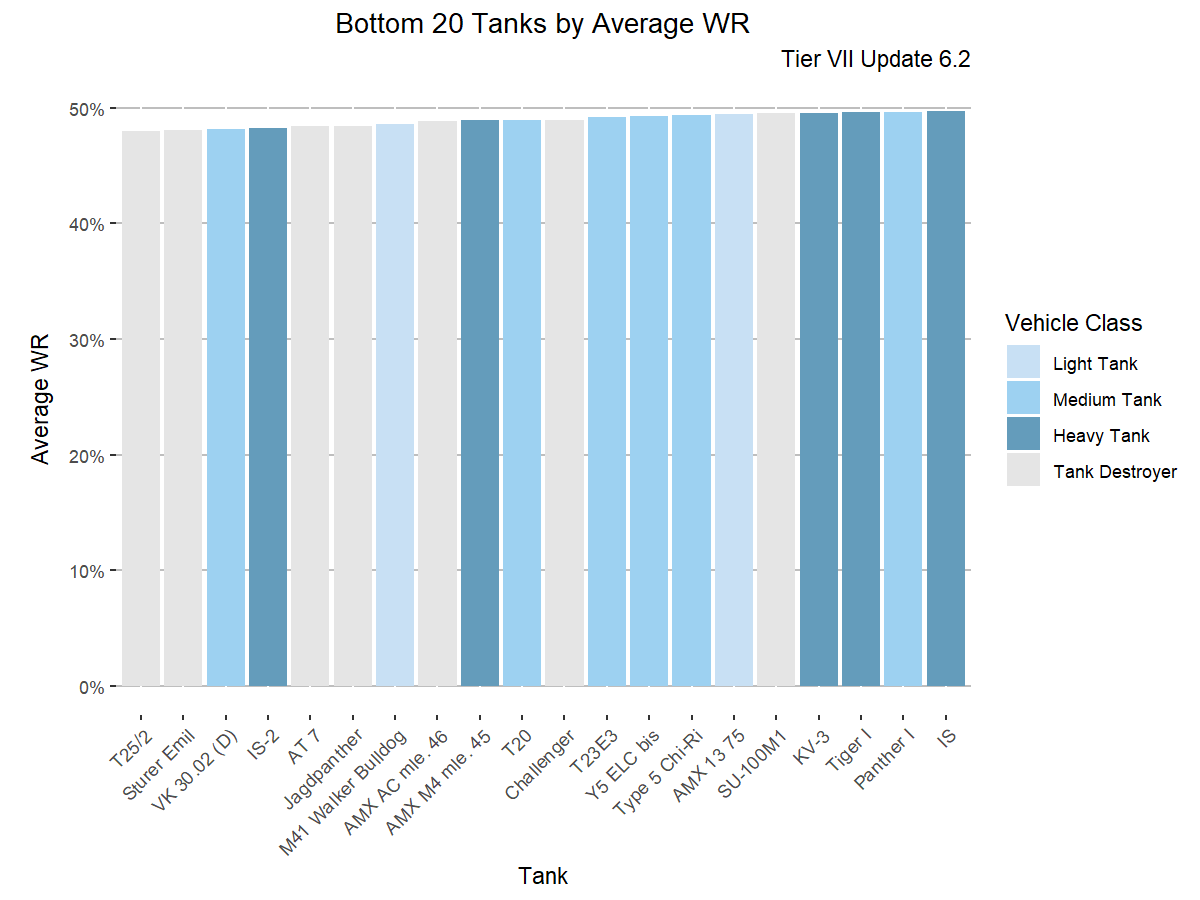 Bottom 20 Tanks by Average WR
Tier VII Update 6.2
Average WR
50%
40%
30%
20%
10%
0%
T25/2
Sturer Emil
VK 30.02 (D)
IS-2
AT 7
Jagdpanther
M41 Walker Bulldog
AMX AC mle. 46
AMX M4 mle. 45
T20
Challenger
T23E3
Y5 ELC bis
Type 5 Chi-Ri
AMX 13 75
SU-100M1
KV-3
Tiger I
Panther I
IS
Tank
Vehicle Class
Light Tank
Medium Tank
Heavy Tank
Tank Destroyer